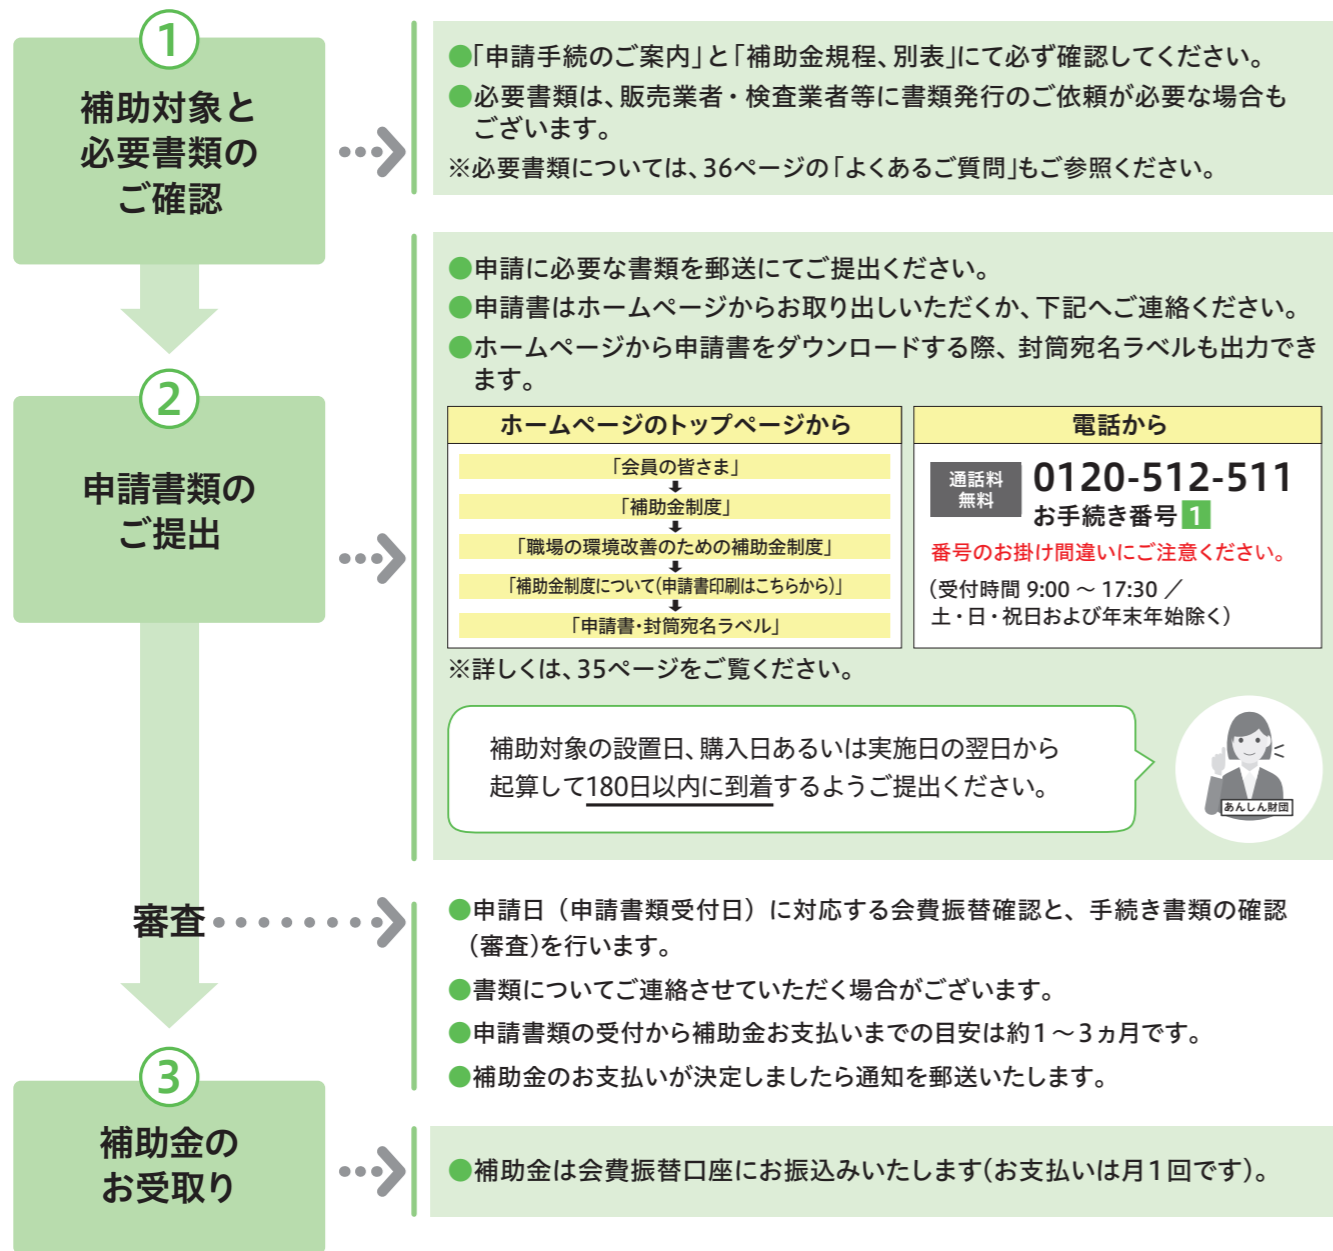 1
補助対象と
必要書類の
ご確認
●「申請手続のご案内」と「補助金規程、別表」にて必ず確認してください。
●必要書類は、販売業者・検査業者等に書類発行のご依頼が必要な場合も
ございます。
※必要書類については、36ページの「よくあるご質問」もご参照ください。
2
申請書類の
ご提出
●申請に必要な書類を郵送にてご提出ください。
●申請書はホームページからお取り出しいただくか、下記へご連絡ください。
●ホームページから申請書をダウンロードする際、封筒宛名ラベルも出力でき
ます。
ホームページのトップページから
「会員の皆さま」
「補助金制度」
「職場の環境改善のための補助金制度」
「補助金制度について(申請書印刷はこちらから)」
「申請書・封筒宛名ラベル」
電話から
通話料
無料
0120-512-511
お手続き番号 1
番号のお掛け間違いにご注意ください。
(受付時間 9:00 ～ 17:30 ／
土・日・祝日および年末年始除く)
※詳しくは、35ページをご覧ください。
補助対象の設置日、購入日あるいは実施日の翌日から
起算して180日以内に到着するようご提出ください。
あんしん財団
審査
●申請日（申請書類受付日）に対応する会費振替確認と、手続き書類の確認
(審査)を行います。
●書類についてご連絡させていただく場合がございます。
●申請書類の受付から補助金お支払いまでの目安は約1～3ヵ月です。
●補助金のお支払いが決定しましたら通知を郵送いたします。
3
補助金の
お受取り
●補助金は会費振替口座にお振込みいたします(お支払いは月1回です)。